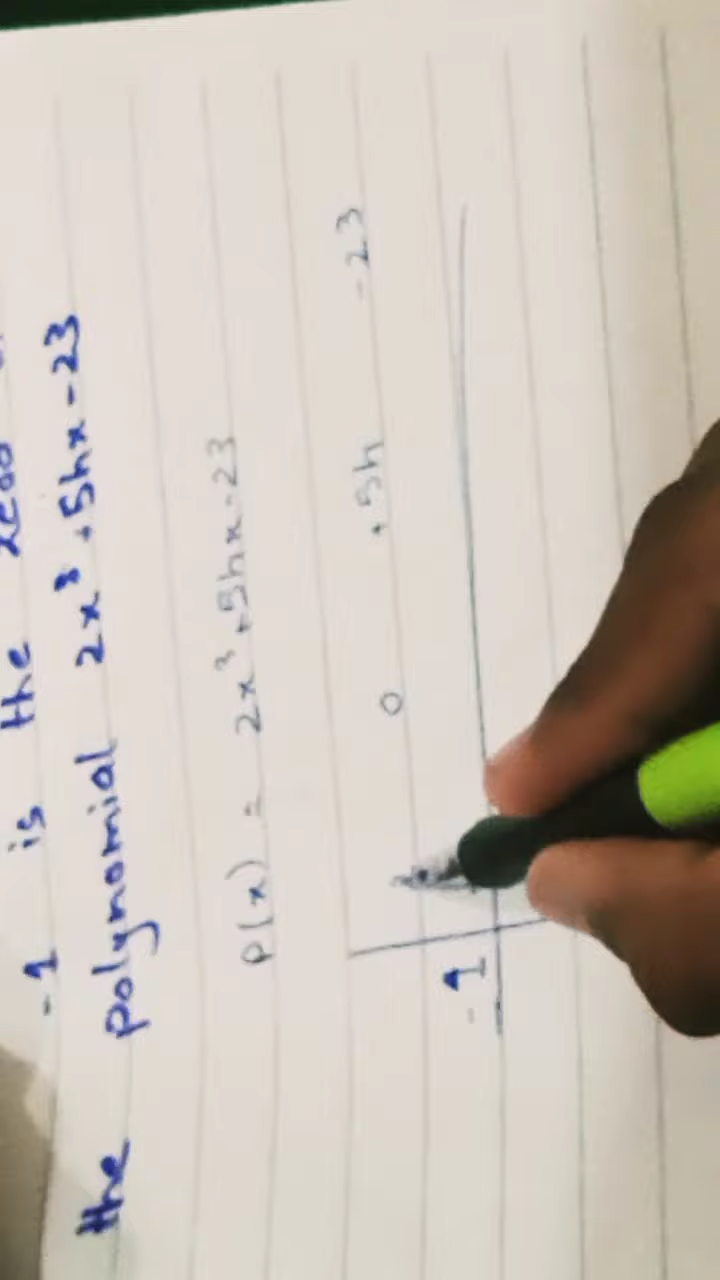 -1 is the
the polynomial 2x³+5hx-23
P(x) = 2x³+5hx-23
0 +5h -23
-1